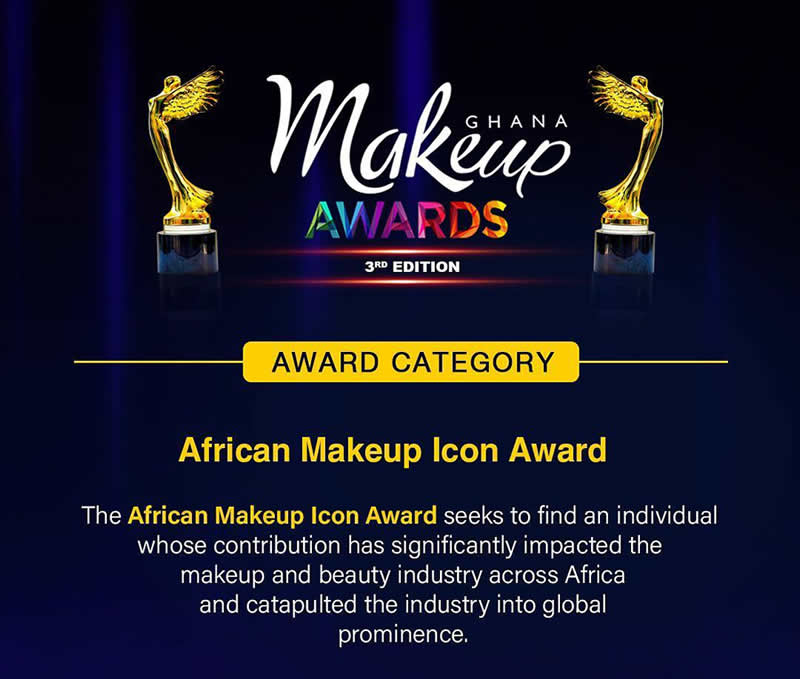 GHANA
Makeup
AWARDS
3RD EDITION
AWARD CATEGORY
African Makeup Icon Award
The African Makeup Icon Award seeks to find an individual
whose contribution has significantly impacted the
makeup and beauty industry across Africa
and catapulted the industry into global
prominence.